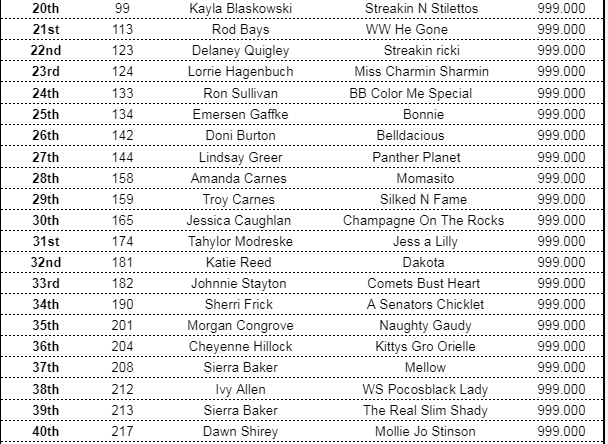 20th 99 Kayla Blaskowski Streakin N Stilettos 999.000
21st 113 Rod Bays WW He Gone 999.000
22nd 123 Delaney Quigley Streakin ricki 999.000
23rd 124 Lorrie Hagenbuch Miss Charmin Sharmin 999.000
24th 133 Ron Sullivan BB Color Me Special 999.000
25th 134 Emersen Gaffke Bonnie 999.000
26th 142 Doni Burton Belldacious 999.000
27th 144 Lindsay Greer Panther Planet 999.000
28th 158 Amanda Carnes Momasito 999.000
29th 159 Troy Carnes Silked N Fame 999.000
30th 165 Jessica Caughlan Champagne On The Rocks 999.000
31st 174 Tahylor Modreske Jess a Lilly 999.000
32nd 181 Katie Reed Dakota 999.000
33rd 182 Johnnie Stayton Comets Bust Heart 999.000
34th 190 Sherri Frick A Senators Chicklet 999.000
35th 201 Morgan Congrove Naughty Gaudy 999.000
36th 204 Cheyenne Hillock Kittys Gro Orielle 999.000
37th 208 Sierra Baker Mellow 999.000
38th 212 Ivy Allen WS Pocosblack Lady 999.000
39th 213 Sierra Baker The Real Slim Shady 999.000
40th 217 Dawn Shirey Mollie Jo Stinson 999.000